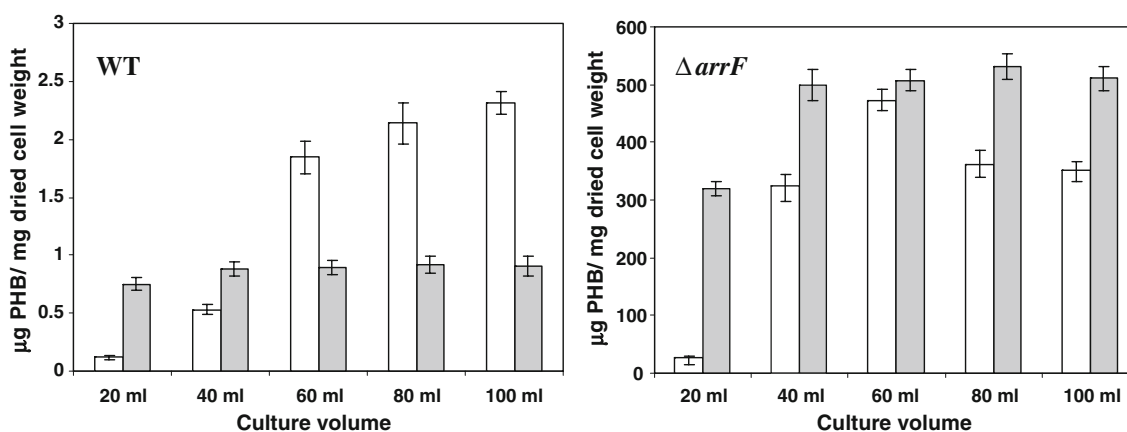 WT
µg PHB/ mg dried cell weight
3
2.5
2
1.5
1
0.5
0
20 ml 40 ml 60 ml 80 ml 100 ml
Culture volume
Δ arrF
µg PHB/ mg dried cell weight
600
500
400
300
200
100
0
20 ml 40 ml 60 ml 80 ml 100 ml
Culture volume